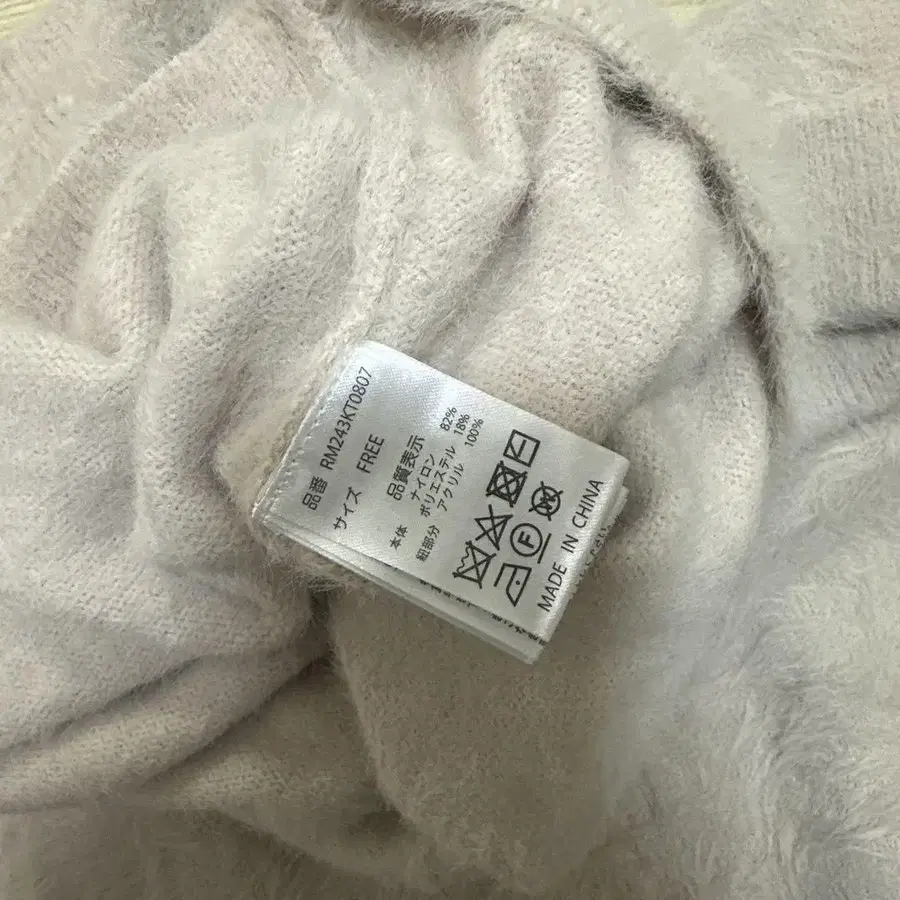 品番 RM243KT0807
サイズ FREE
品質表示
本体 ナイロン 82%
ポリエステル 18%
紐部分 アクリル 100%
MADE IN CHINA